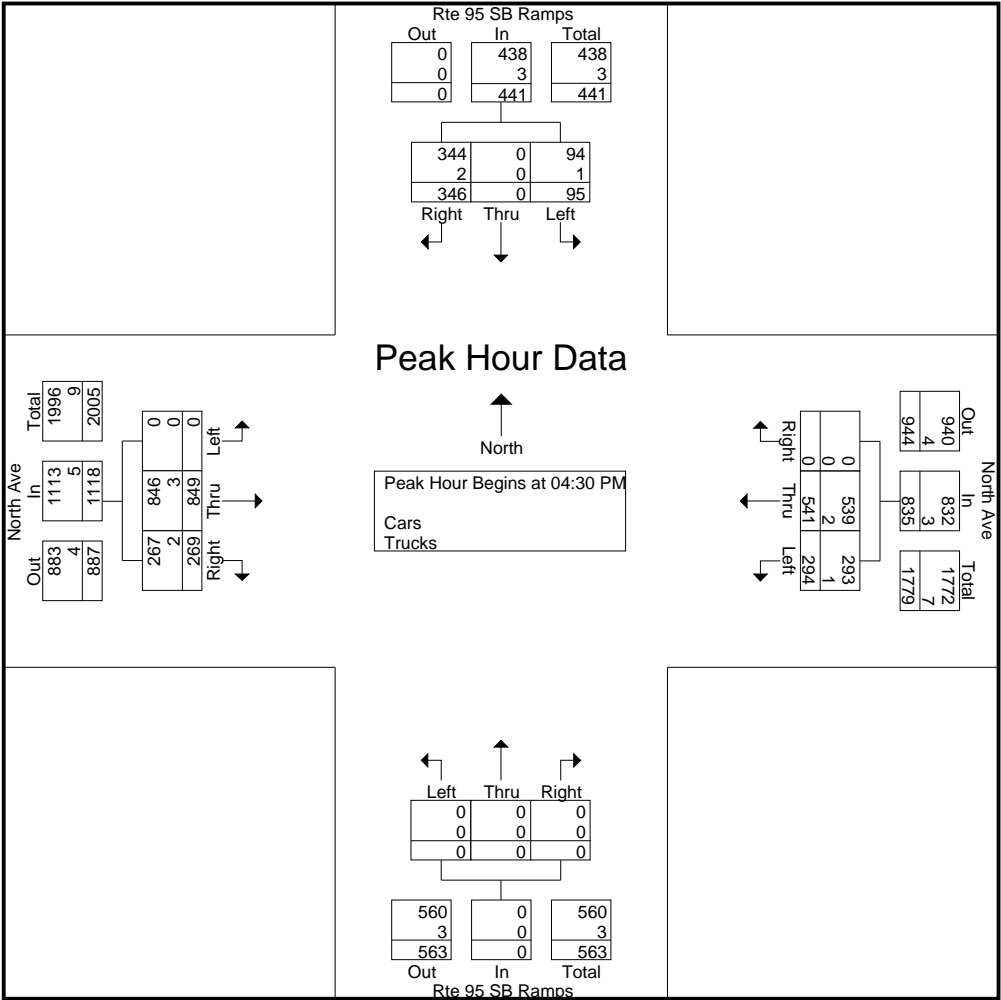 Rte 95 SB Ramps
Out In Total
0 438 438
0 3 3
0 441 441
344 0 94
2 0 1
346 0 95
Right Thru Left
Peak Hour Data
North
Peak Hour Begins at 04:30 PM
Cars
Trucks
North Ave
Out In Total
883 1113 1996
4 5 9
887 1118 2005
Right Thru Left
267 846 0
2 3 0
269 849 0
North Ave
Out In Total
940 832 1772
4 3 7
944 835 1779
Right Thru Left
0 539 293
0 2 1
0 541 294
Left Thru Right
0 0 0
0 0 0
0 0 0
560 0 560
3 0 3
563 0 563
Out In Total
Rte 95 SB Ramps